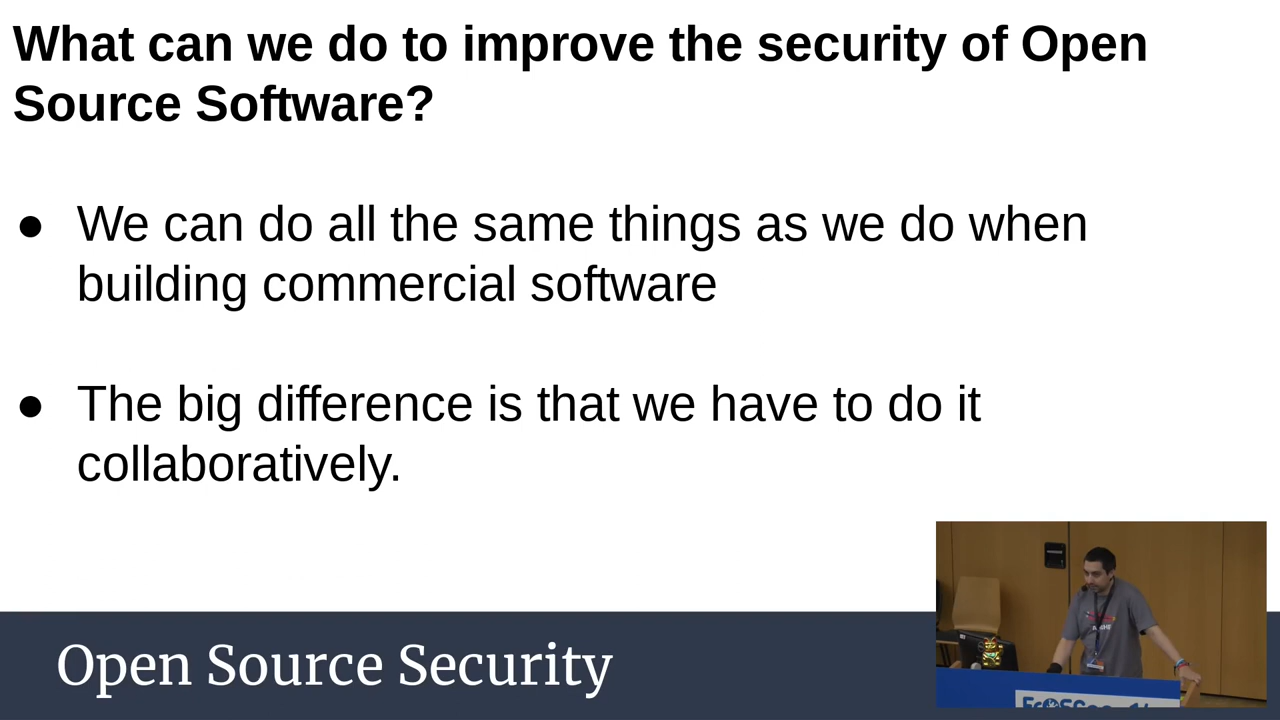 What can we do to improve the security of Open
Source Software?
● We can do all the same things as we do when
building commercial software
● The big difference is that we have to do it
collaboratively.
Open Source Security